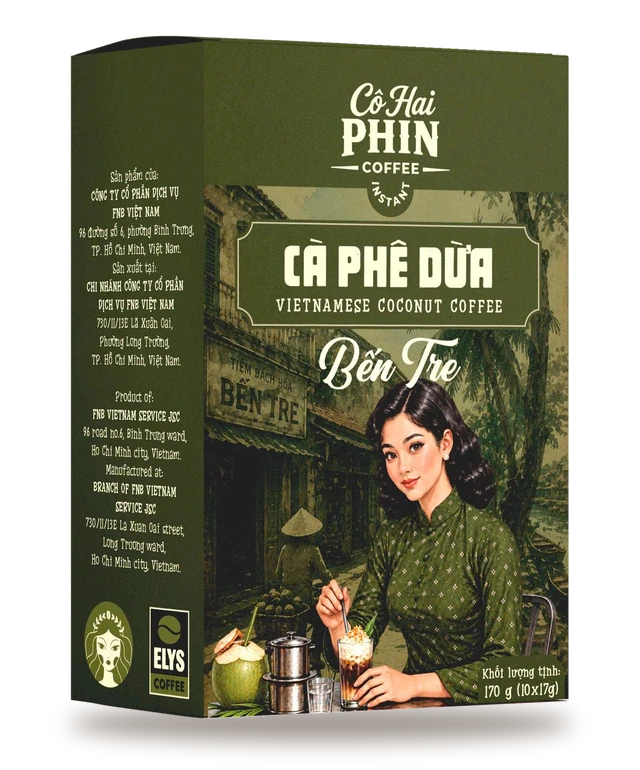 Cô Hai
PHIN
COFFEE
INSTANT
CÀ PHÊ DỪA
VIETNAMESE COCONUT COFFEE
Bến Tre
TIỆM BÁCH HÓA
BẾN TRE
Khối lượng tịnh:
170 g (10x17g)
Sản phẩm của:
CÔNG TY CỔ PHẦN DỊCH VỤ
FNB VIỆT NAM
96 đường số 6, phường Bình Trưng,
TP. Hồ Chí Minh, Việt Nam.
Sản xuất tại:
CHI NHÁNH CÔNG TY CỔ PHẦN
DỊCH VỤ FNB VIỆT NAM
730/11/13E Lã Xuân Oai,
Phường Long Trường,
TP. Hồ Chí Minh, Việt Nam.
Product of:
FNB VIETNAM SERVICE JSC
96 road no.6, Binh Trung ward,
Ho Chi Minh city, Vietnam.
Manufactured at:
BRANCH OF FNB VIETNAM
SERVICE JSC
730/11/13E La Xuan Oai street,
Long Truong ward,
Ho Chi Minh city, Vietnam.
ELYS
COFFEE